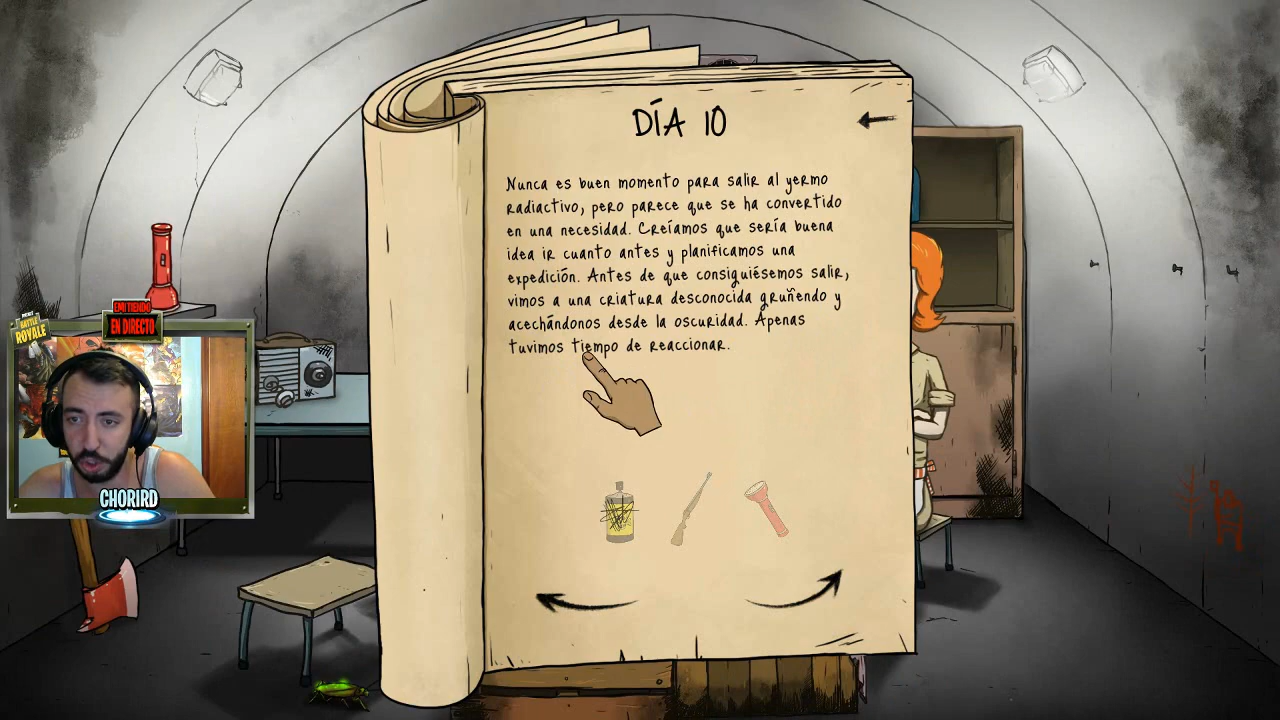 DÍA 10
Nunca es buen momento para salir al yermo
radiactivo, pero parece que se ha convertido
en una necesidad. Creíamos que sería buena
idea ir cuanto antes y planificamos una
expedición. Antes de que consiguiésemos salir,
vimos a una criatura desconocida gruñendo y
acechándonos desde la oscuridad. Apenas
tuvimos tiempo de reaccionar.
EMITIENDO
EN DIRECTO
BATTLE
ROYALE
CHORIRD